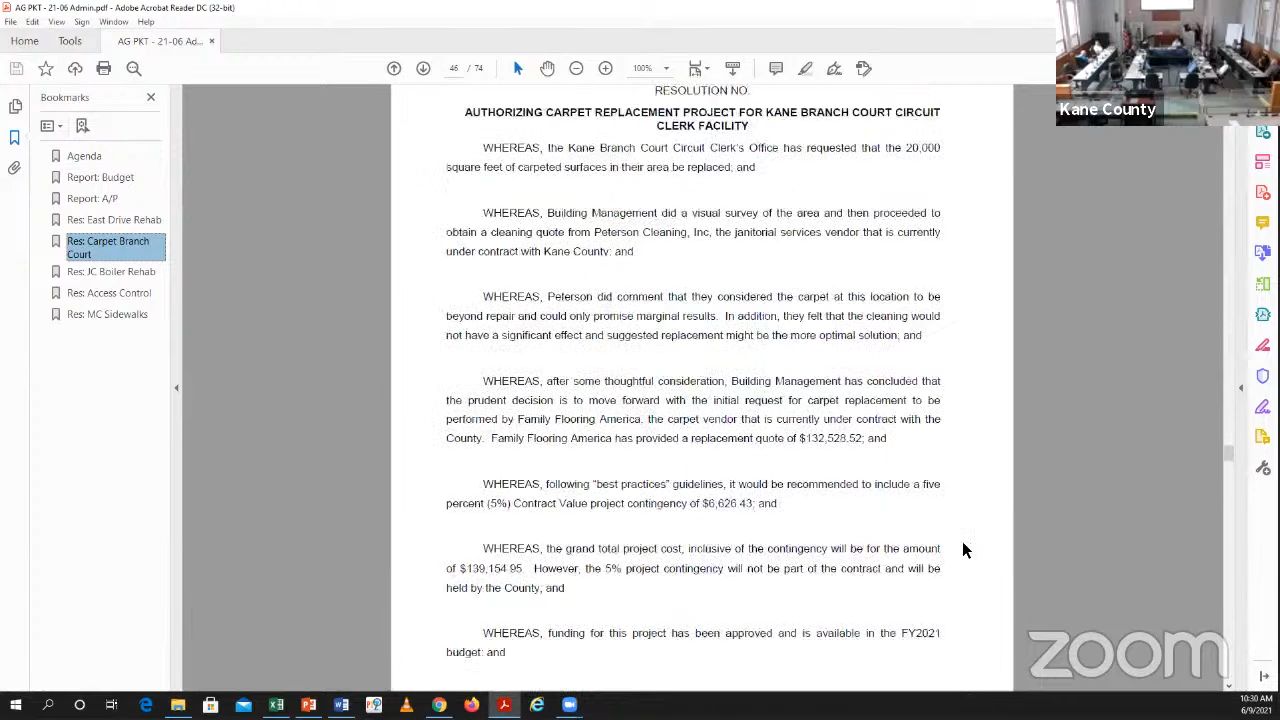 AG PKT - 21-06 Admin.pdf - Adobe Acrobat Reader DC (32-bit)
File Edit View Sign Window Help
Home Tools AG PKT - 21-06 Ad... ×
46 / 74 100%
Kane County
Bookmarks
Agenda
Report: Budget
Report: A/P
Res: East Drive Rehab
Res: Carpet Branch
Court
Res: JC Boiler Rehab
Res: Access Control
Res: MC Sidewalks
RESOLUTION NO.
AUTHORIZING CARPET REPLACEMENT PROJECT FOR KANE BRANCH COURT CIRCUIT
CLERK FACILITY
WHEREAS, the Kane Branch Court Circuit Clerk's Office has requested that the 20,000
square feet of carpeted surfaces in their area be replaced; and
WHEREAS, Building Management did a visual survey of the area and then proceeded to
obtain a cleaning quote from Peterson Cleaning, Inc, the janitorial services vendor that is currently
under contract with Kane County; and
WHEREAS, Peterson did comment that they considered the carpet at this location to be
beyond repair and could only promise marginal results. In addition, they felt that the cleaning would
not have a significant effect and suggested replacement might be the more optimal solution; and
WHEREAS, after some thoughtful consideration, Building Management has concluded that
the prudent decision is to move forward with the initial request for carpet replacement to be
performed by Family Flooring America, the carpet vendor that is currently under contract with the
County. Family Flooring America has provided a replacement quote of $132,528.52; and
WHEREAS, following "best practices" guidelines, it would be recommended to include a five
percent (5%) Contract Value project contingency of $6,626.43; and
WHEREAS, the grand total project cost, inclusive of the contingency will be for the amount
of $139,154.95. However, the 5% project contingency will not be part of the contract and will be
held by the County; and
WHEREAS, funding for this project has been approved and is available in the FY2021
budget; and
zoom
10:30 AM
6/9/2021